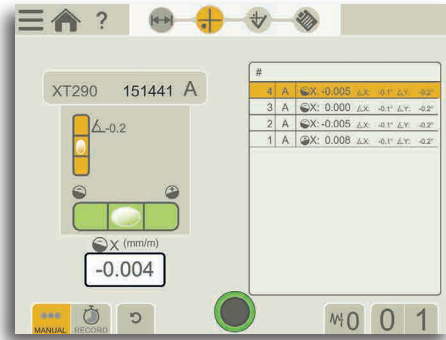 ?
#
XT290 151441 A
4 A X: -0.005 ∠X: -0.1° ∠Y: -0.2°
3 A X: 0.000 ∠X: -0.1° ∠Y: -0.2°
2 A X: -0.005 ∠X: -0.1° ∠Y: -0.2°
1 A X: 0.008 ∠X: -0.1° ∠Y: -0.2°
-0.2
X (mm/m)
-0.004
MANUAL RECORD
0 0 1